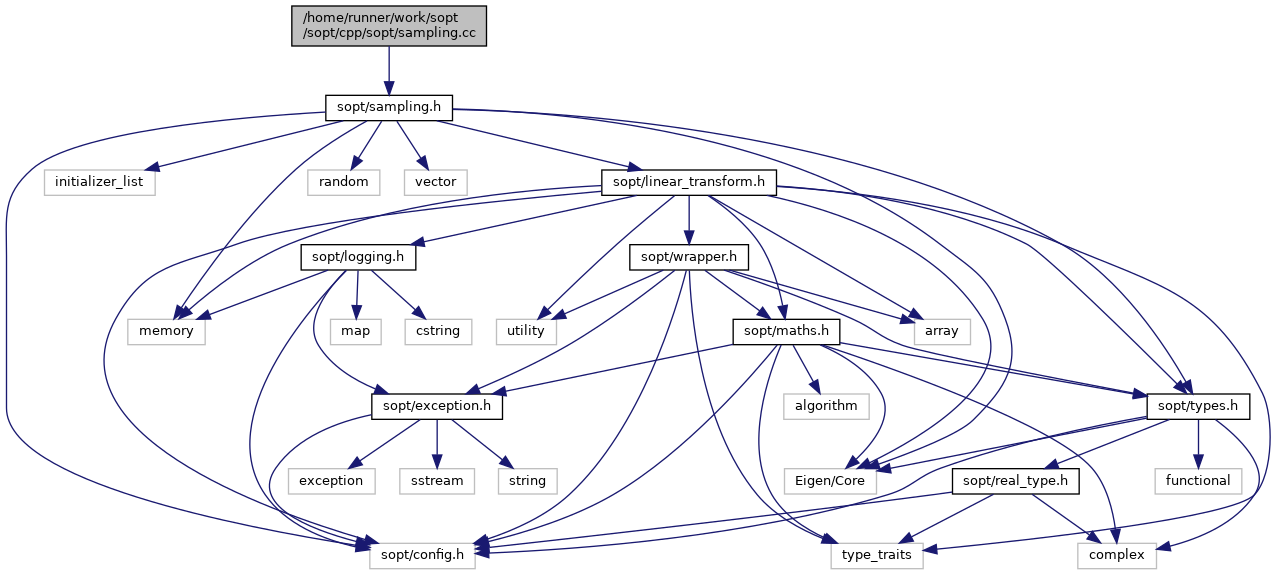 /home/runner/work/sopt
/sopt/cpp/sopt/sampling.cc
sopt/sampling.h
initializer_list
random
vector
sopt/linear_transform.h
sopt/logging.h
sopt/wrapper.h
memory
map
cstring
utility
sopt/maths.h
array
sopt/exception.h
algorithm
sopt/types.h
exception
sstream
string
Eigen/Core
sopt/real_type.h
functional
sopt/config.h
type_traits
complex